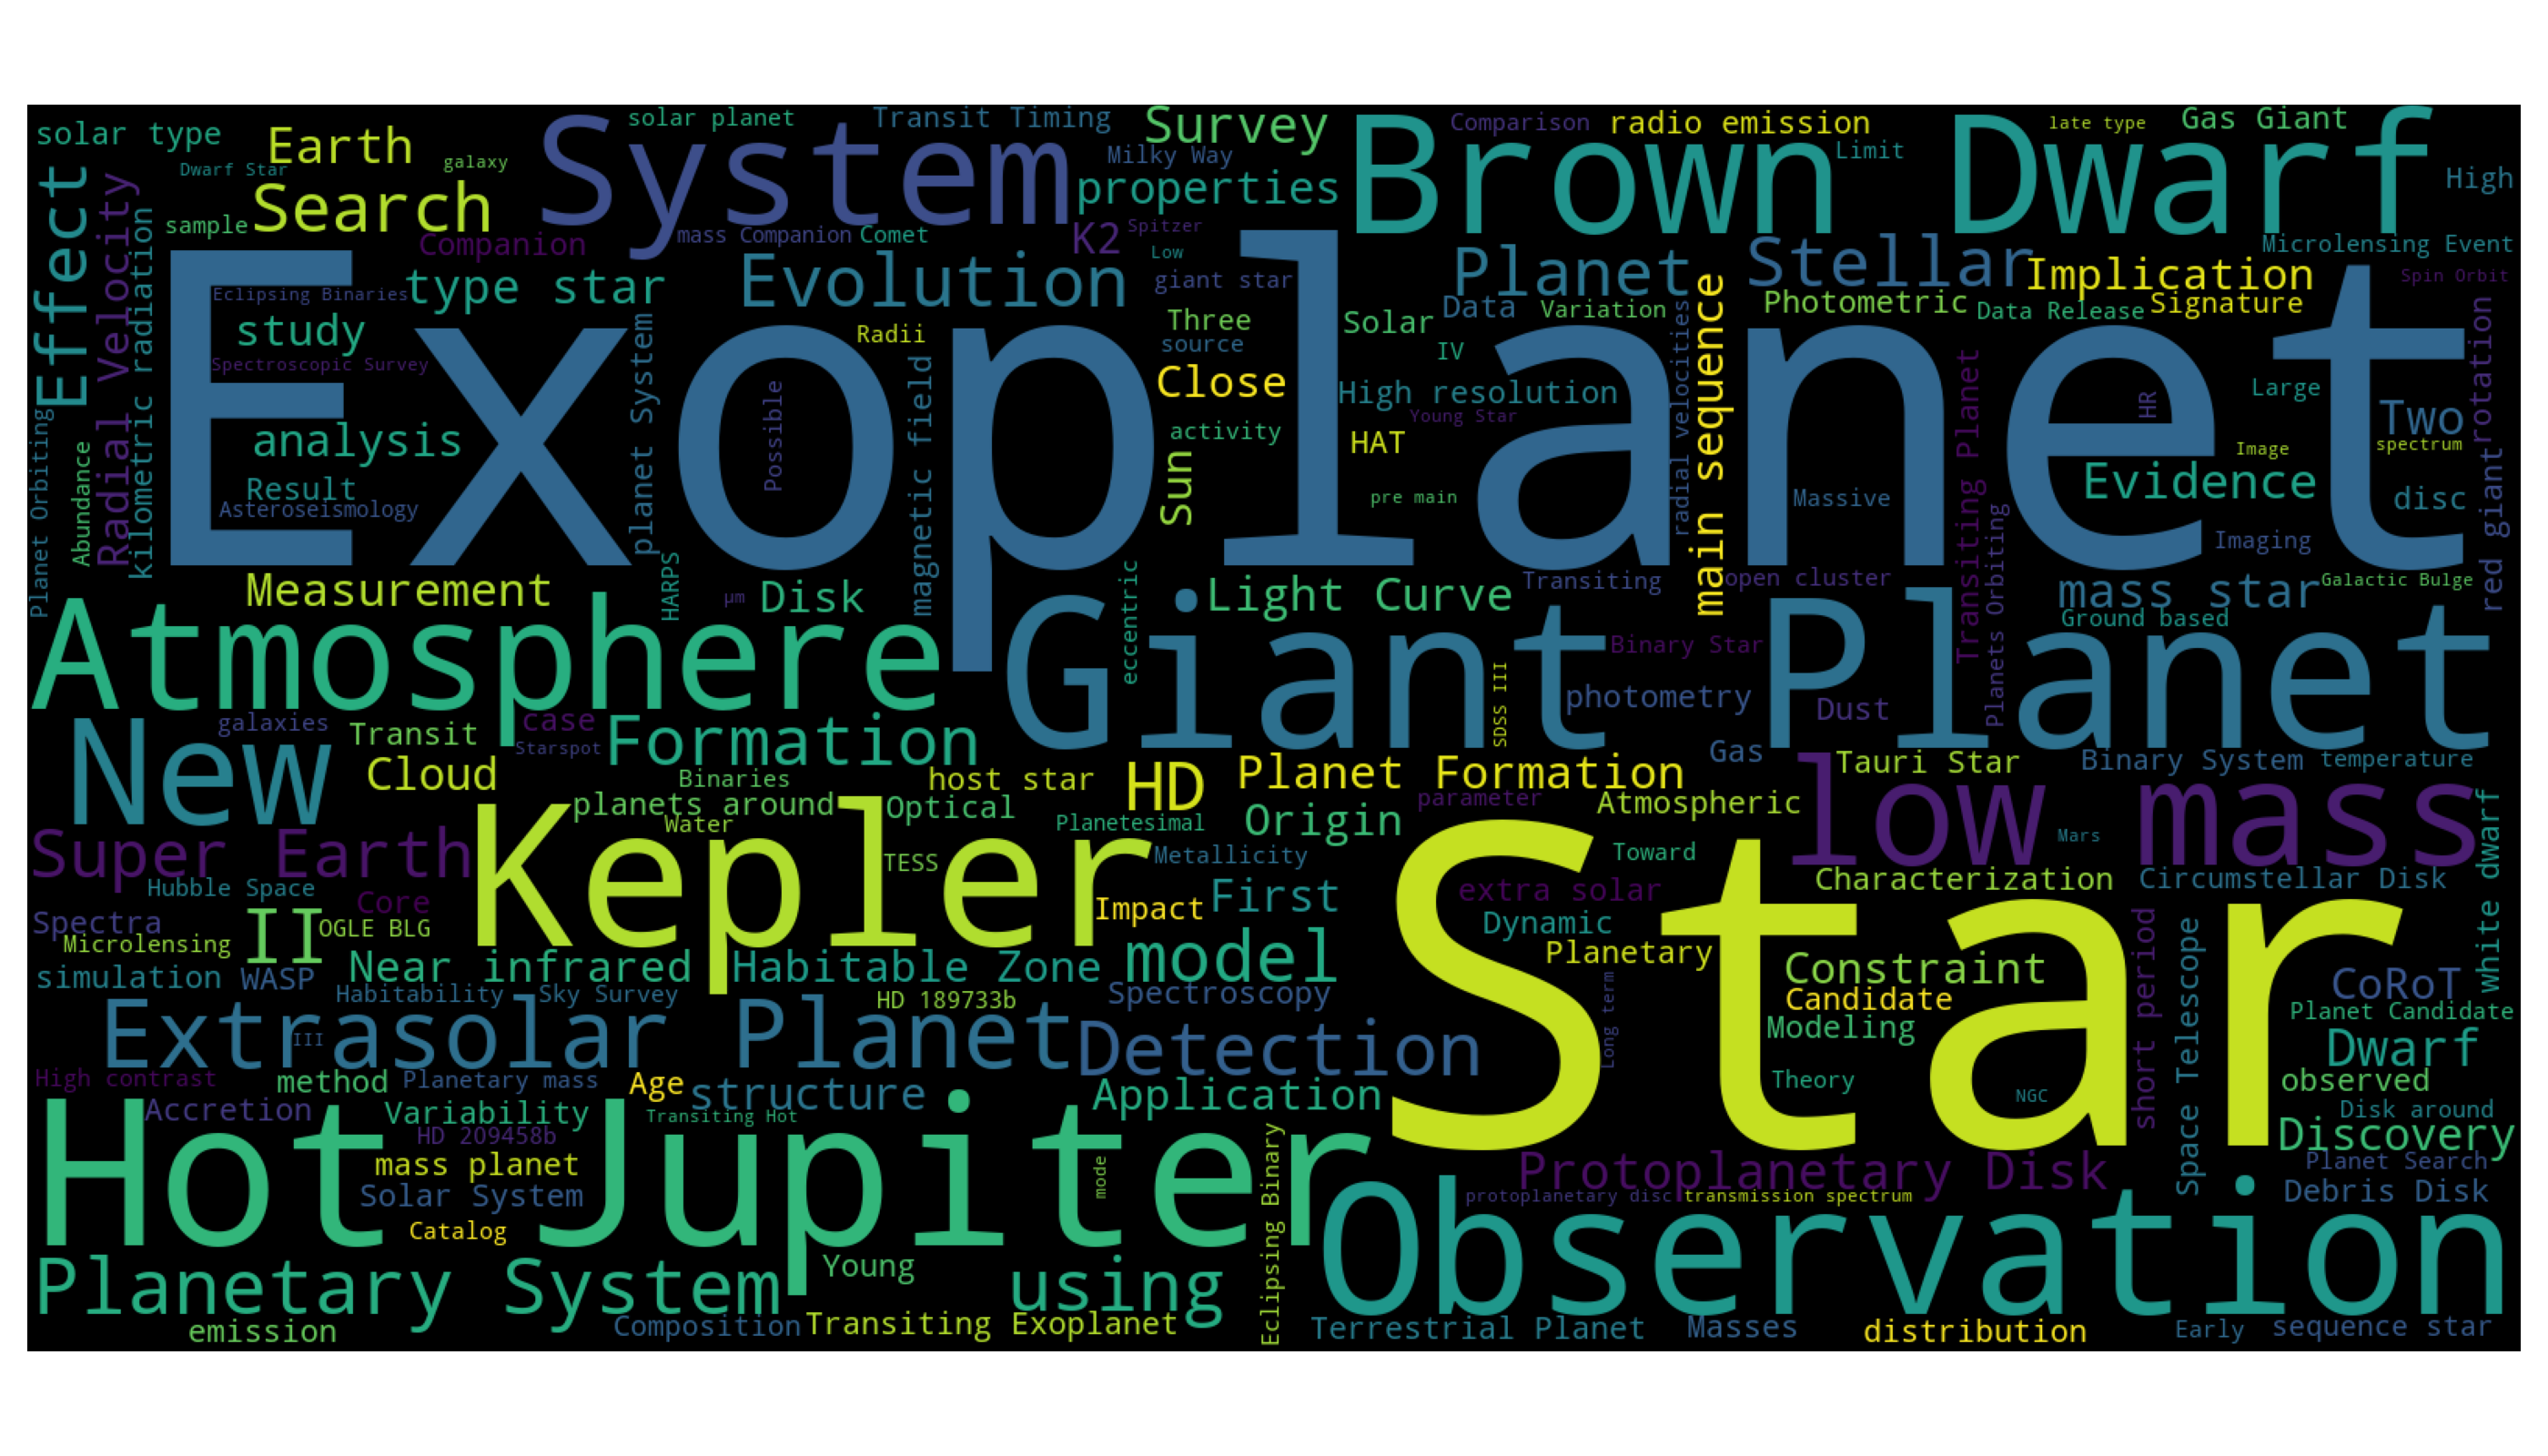 solar type
Earth
galaxy
Dwarf Star
System
solar planet
Transit Timing
Survey
Milky Way
properties
Brown Dwarf
Comparison
radio emission
Limit
late type
Gas Giant
High
Effect
Radial Velocity
kilometric radiation
sample
Search
Companion
mass Companion
Comet
K2
Spitzer
Low
giant star
Planet
Stellar
Implication
Microlensing Event
Spin Orbit
Exoplanet
Eclipsing Binaries
type star
Evolution
study
Spectroscopic Survey
Radii
Three
source
Solar
IV
Data
Variation
Photometric
Data Release
Signature
analysis
Result
Asteroseismology
planet System
Possible
magnetic field
Close
activity
Sun
High resolution
Young Star
HAT
pre main
radial velocities
main sequence
Massive
Transiting Planet
Planets Orbiting
HR
Large
Two
Image
spectrum
Evidence
disc
Imaging
rotation
red giant
Planet Orbiting
Abundance
Measurement
HARPS
µm
Disk
eccentric
Light Curve
Transiting
open cluster
mass star
Galactic Bulge
Ground based
Atmosphere
Giant
Planet
Binary Star
SDSS III
photometry
Dust
New
galaxies
Transit
case
Starspot
Formation
Cloud
Binaries
host star
HD
Planet Formation
Gas
Tauri Star
Binary System
temperature
planets around
Water
Optical
Planetesimal
Origin
parameter
Atmospheric
low mass
Mars
white dwarf
Super Earth
Kepler
TESS
Metallicity
Toward
Hubble Space
Core
Spectra
Microlensing
II
OGLE BLG
Impact
First
extra solar
Dynamic
Planetary
Characterization
Circumstellar Disk
Star
simulation
WASP
Near infrared
Habitable Zone
model
Constraint
Candidate
Modeling
short period
Space Telescope
CoRoT
Planet Candidate
Habitability
Sky Survey
HD 189733b
Spectroscopy
Extrasolar Planet
III
Detection
Long term
Dwarf
High contrast
method
Planetary mass
Age
structure
Application
Theory
NGC
observed
Accretion
Variability
Transiting Hot
Disk around
Hot Jupiter
HD 209458b
mass planet
Solar System
Catalog
mode
Eclipsing Binary
Discovery
Protoplanetary Disk
protoplanetary disc
transmission spectrum
Planet Search
Debris Disk
Observation
Planetary System
Young
using
emission
Composition
Transiting Exoplanet
Terrestrial Planet
Masses
distribution
Early
sequence star